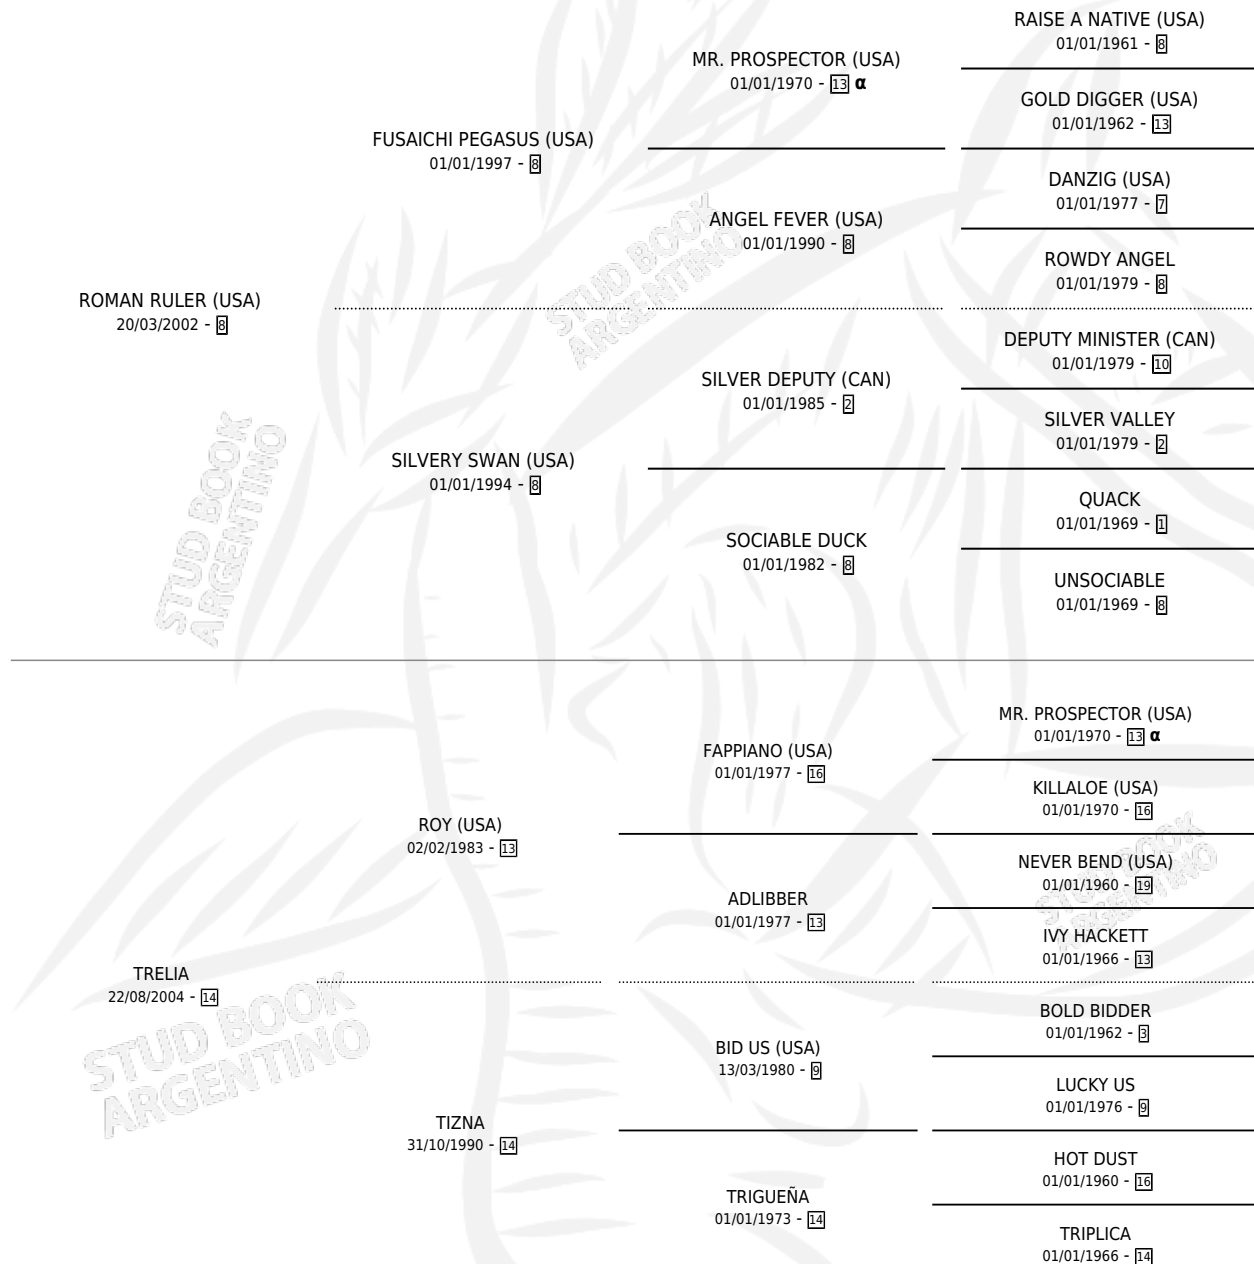 RAISE A NATIVE (USA)
01/01/1961 - 8
MR. PROSPECTOR (USA)
01/01/1970 - 13 α
GOLD DIGGER (USA)
01/01/1962 - 13
FUSAICHI PEGASUS (USA)
01/01/1997 - 8
DANZIG (USA)
01/01/1977 - 7
ANGEL FEVER (USA)
01/01/1990 - 8
ROWDY ANGEL
01/01/1979 - 8
ROMAN RULER (USA)
20/03/2002 - 8
DEPUTY MINISTER (CAN)
01/01/1979 - 10
SILVER DEPUTY (CAN)
01/01/1985 - 2
SILVER VALLEY
01/01/1979 - 2
SILVERY SWAN (USA)
01/01/1994 - 8
QUACK
01/01/1969 - 1
SOCIABLE DUCK
01/01/1982 - 8
UNSOCIABLE
01/01/1969 - 8
MR. PROSPECTOR (USA)
01/01/1970 - 13 α
FAPPIANO (USA)
01/01/1977 - 16
KILLALOE (USA)
01/01/1970 - 16
ROY (USA)
02/02/1983 - 13
NEVER BEND (USA)
01/01/1960 - 19
ADLIBBER
01/01/1977 - 13
IVY HACKETT
01/01/1966 - 13
TRELIA
22/08/2004 - 14
BOLD BIDDER
01/01/1962 - 3
BID US (USA)
13/03/1980 - 9
LUCKY US
01/01/1976 - 9
TIZNA
31/10/1990 - 14
HOT DUST
01/01/1960 - 16
TRIGUEÑA
01/01/1973 - 14
TRIPLICA
01/01/1966 - 14
STUD BOOK
ARGENTINO
STUD BOOK
ARGENTINO
STUD BOOK
ARGENTINO
STUD BOOK
ARGENTINO